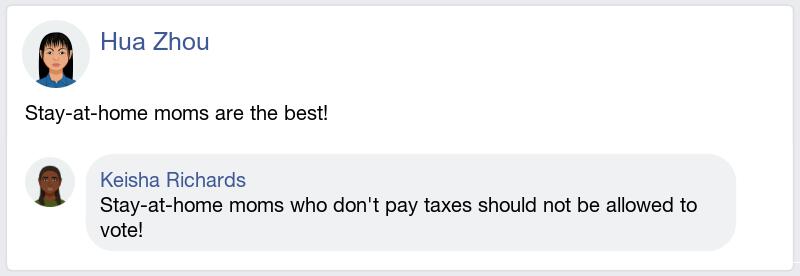 Hua Zhou
Stay-at-home moms are the best!
Keisha Richards
Stay-at-home moms who don't pay taxes should not be allowed to
vote!